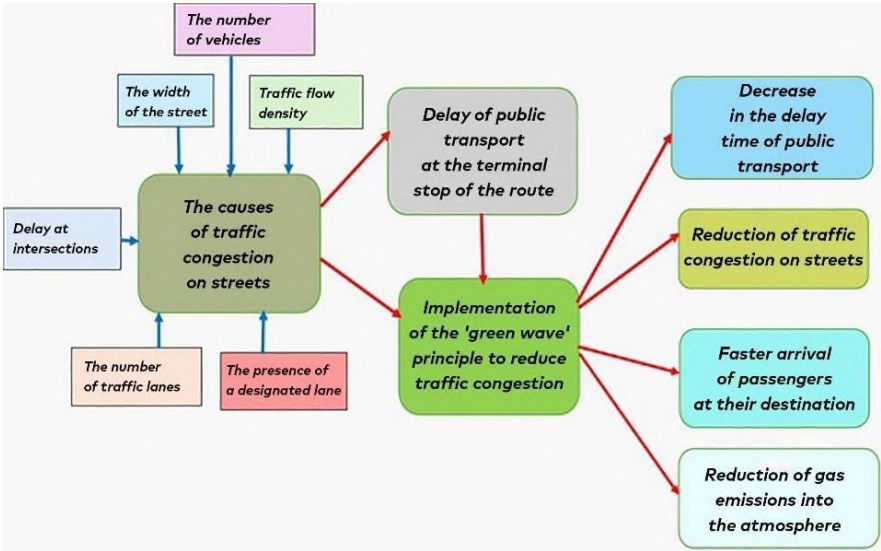 The number
of vehicles
The width
of the street
Traffic flow
density
Delay at
intersections
The causes
of traffic
congestion
on streets
The number
of traffic lanes
The presence of
a designated lane
Delay of public
transport
at the terminal
stop of the route
Implementation
of the 'green wave'
principle to reduce
traffic congestion
Decrease
in the delay
time of public
transport
Reduction of traffic
congestion on streets
Faster arrival
of passengers
at their destination
Reduction of gas
emissions into
the atmosphere